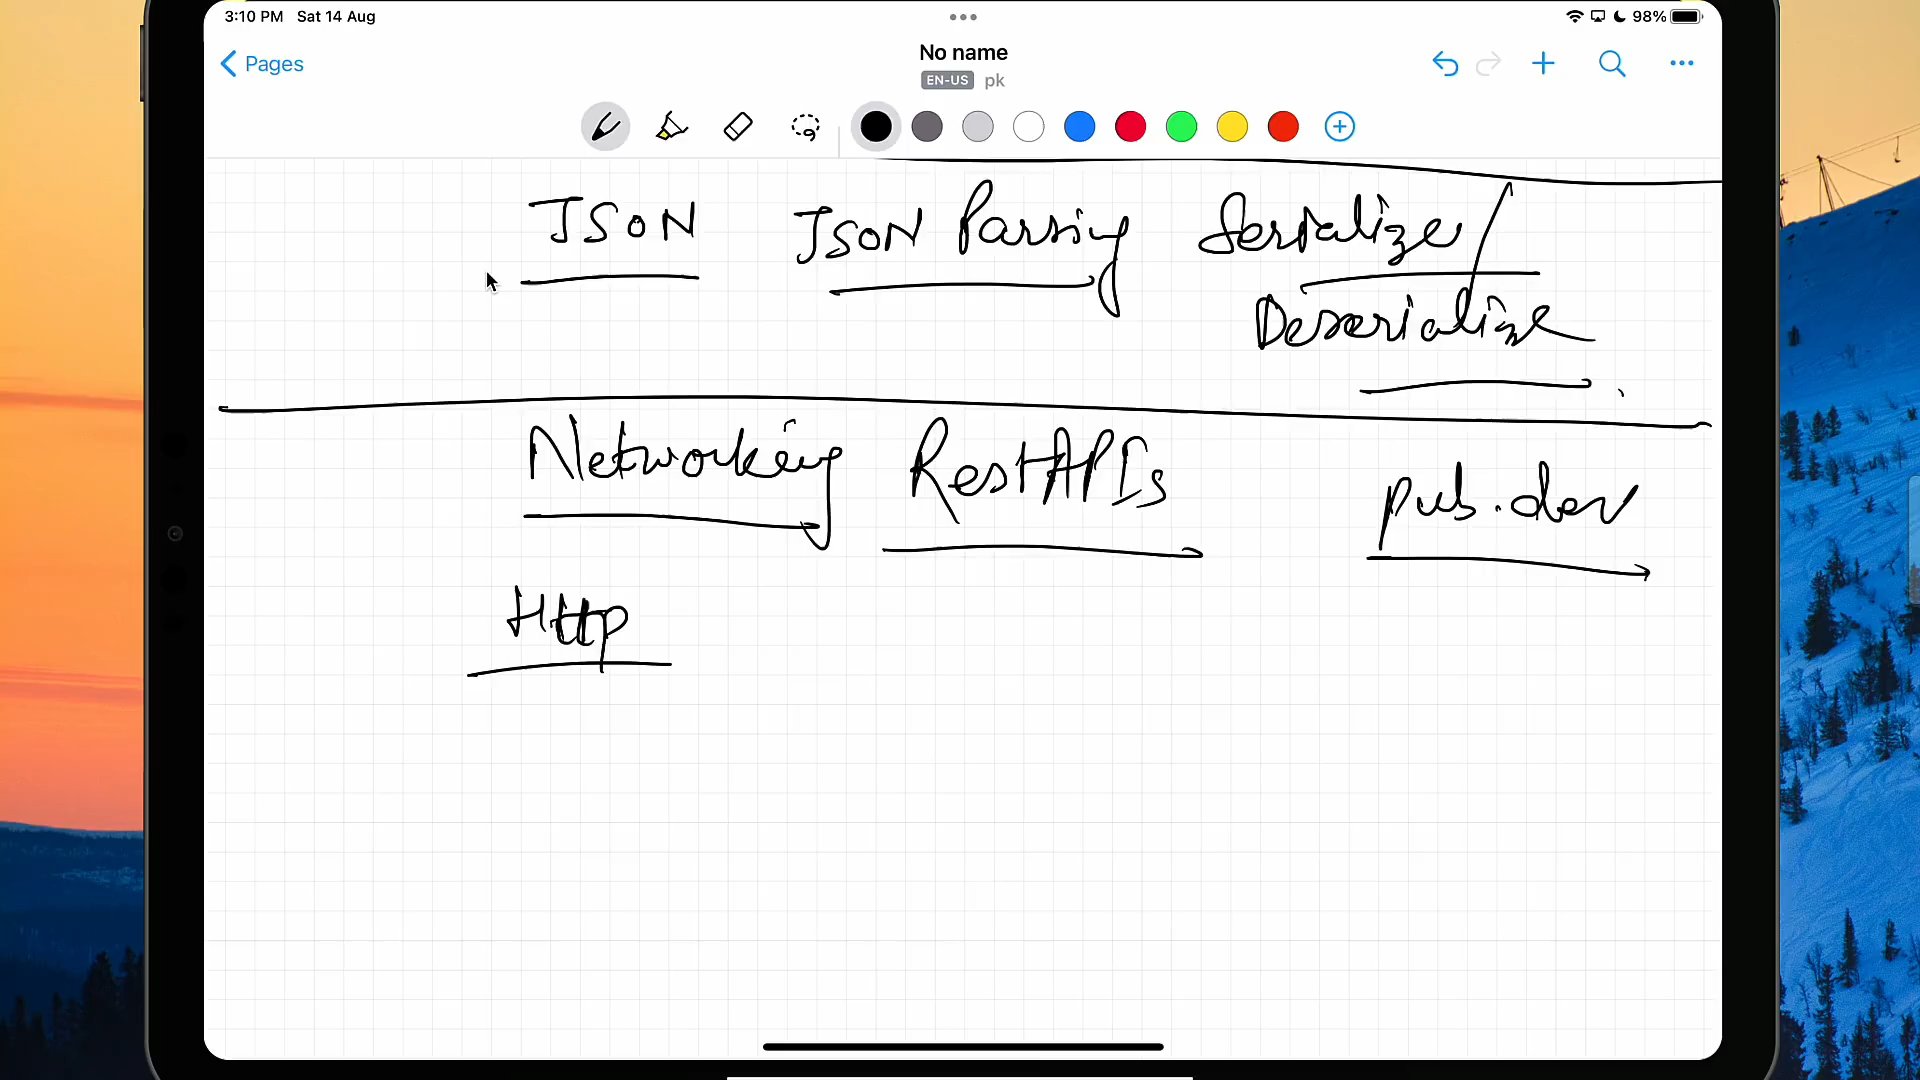 3:10 PM Sat 14 Aug 98%
Pages No name
EN-US pk
JSON JSON Parsing Serialize/
Deserialize
Networking RestAPIs pub.dev
Http